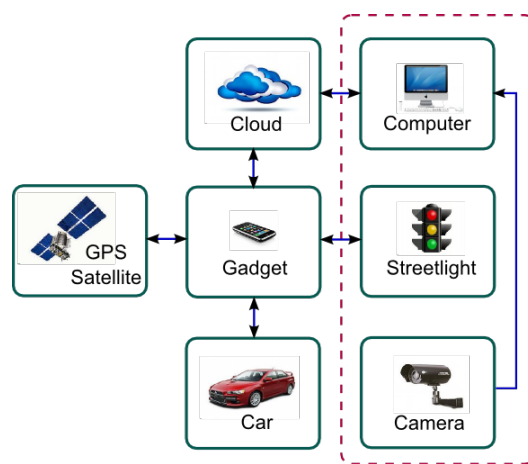 Cloud
Computer
GPS
Satellite
Gadget
Streetlight
Car
Camera